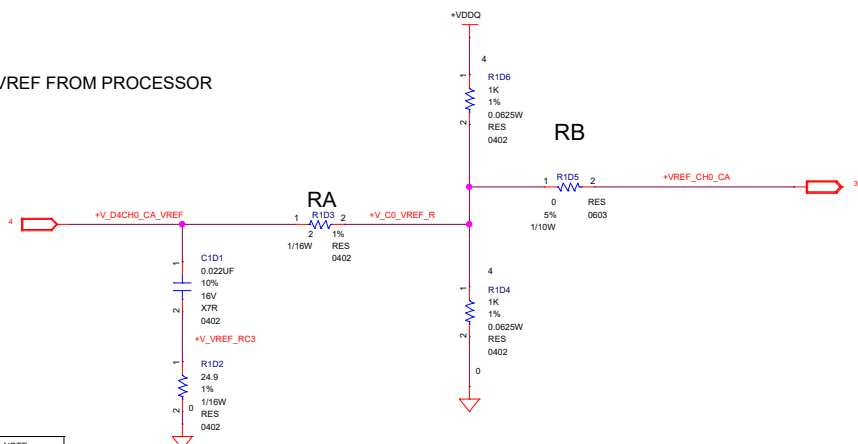 +VDDQ
4
VREF FROM PROCESSOR
1
R1D6
1K
1%
0.0625W
2
RES
0402
RB
1 R1D5 2
+VREF_CH0_CA
3
0
RES
5%
0603
1/10W
RA
4
+V_D4CH0_CA_VREF
1 R1D3 2
+V_C0_VREF_R
2 1%
1/16W RES
0402
1
C1D1
0.022UF
10%
16V
2
X7R
0402
4
1
R1D4
1K
1%
0.0625W
2
RES
0402
0
+V_VREF_RC3
1
R1D2
24.9
1%
1/16W
2 0
RES
0402